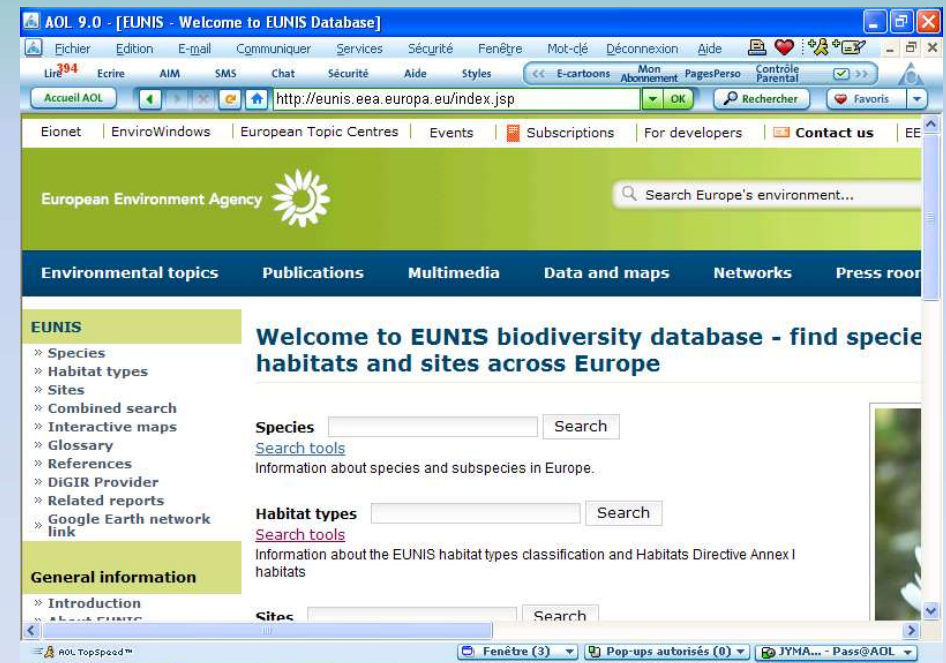 AOL 9.0 - [EUNIS - Welcome to EUNIS Database]
Fichier Edition E-mail Communiquer Services Sécurité Fenêtre Mot-clé Déconnexion Aide
Lire 394 Ecrire AIM SMS Chat Sécurité Aide Styles << E-cartoons Mon Abonnement PagesPerso Contrôle Parental >>
Accueil AOL http://eunis.eea.europa.eu/index.jsp OK Rechercher Favoris
Eionet EnviroWindows European Topic Centres Events Subscriptions For developers Contact us EE
European Environment Agency Search Europe's environment...
Environmental topics Publications Multimedia Data and maps Networks Press roor
EUNIS
» Species
» Habitat types
» Sites
» Combined search
» Interactive maps
» Glossary
» References
» DiGIR Provider
» Related reports
» Google Earth network
link
General information
» Introduction
» About EUNIS
Welcome to EUNIS biodiversity database - find specie
habitats and sites across Europe
Species Search
Search tools
Information about species and subspecies in Europe.
Habitat types Search
Search tools
Information about the EUNIS habitat types classification and Habitats Directive Annex I
habitats
Sites Search
AOL TopSpeed™ Fenêtre (3) Pop-ups autorisés (0) JYMA... - Pass@AOL